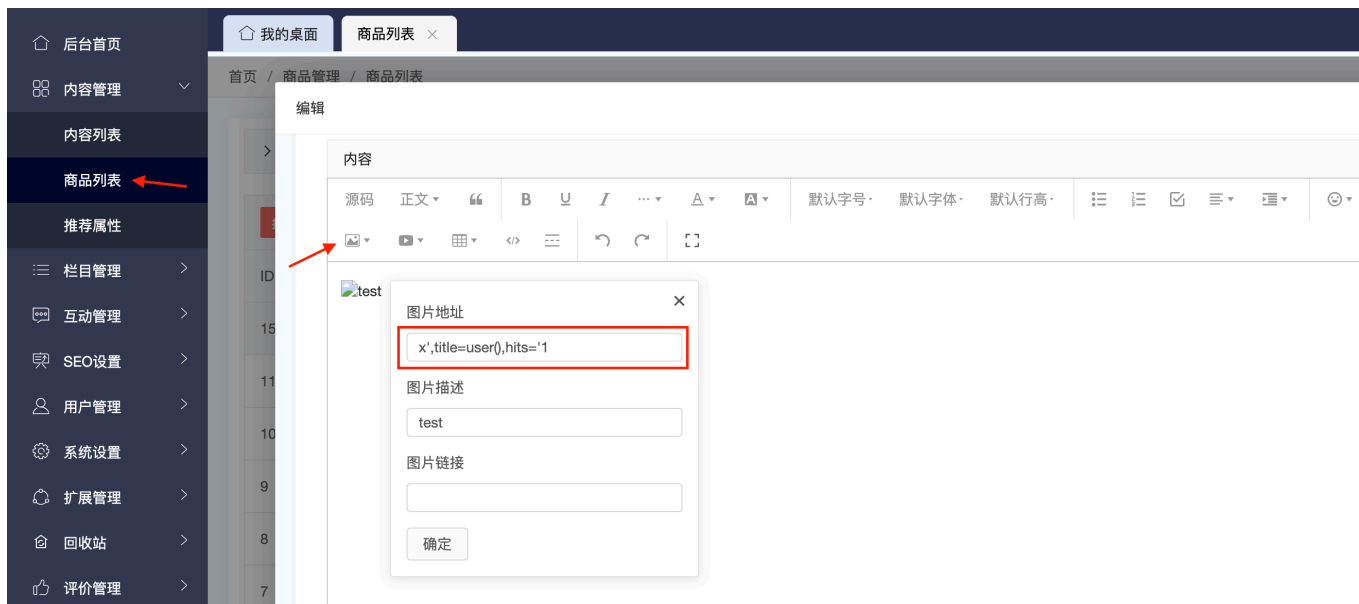 后台首页
内容管理
内容列表
商品列表
推荐属性
栏目管理
互动管理
SEO设置
用户管理
系统设置
扩展管理
回收站
评价管理
我的桌面 商品列表
首页 / 商品管理 / 商品列表
编辑
内容
源码 正文 B U I A A 默认字号 默认字体 默认行高
test
ID
15
11
10
9
8
7
图片地址
x',title=user(),hits='1
图片描述
test
图片链接
确定